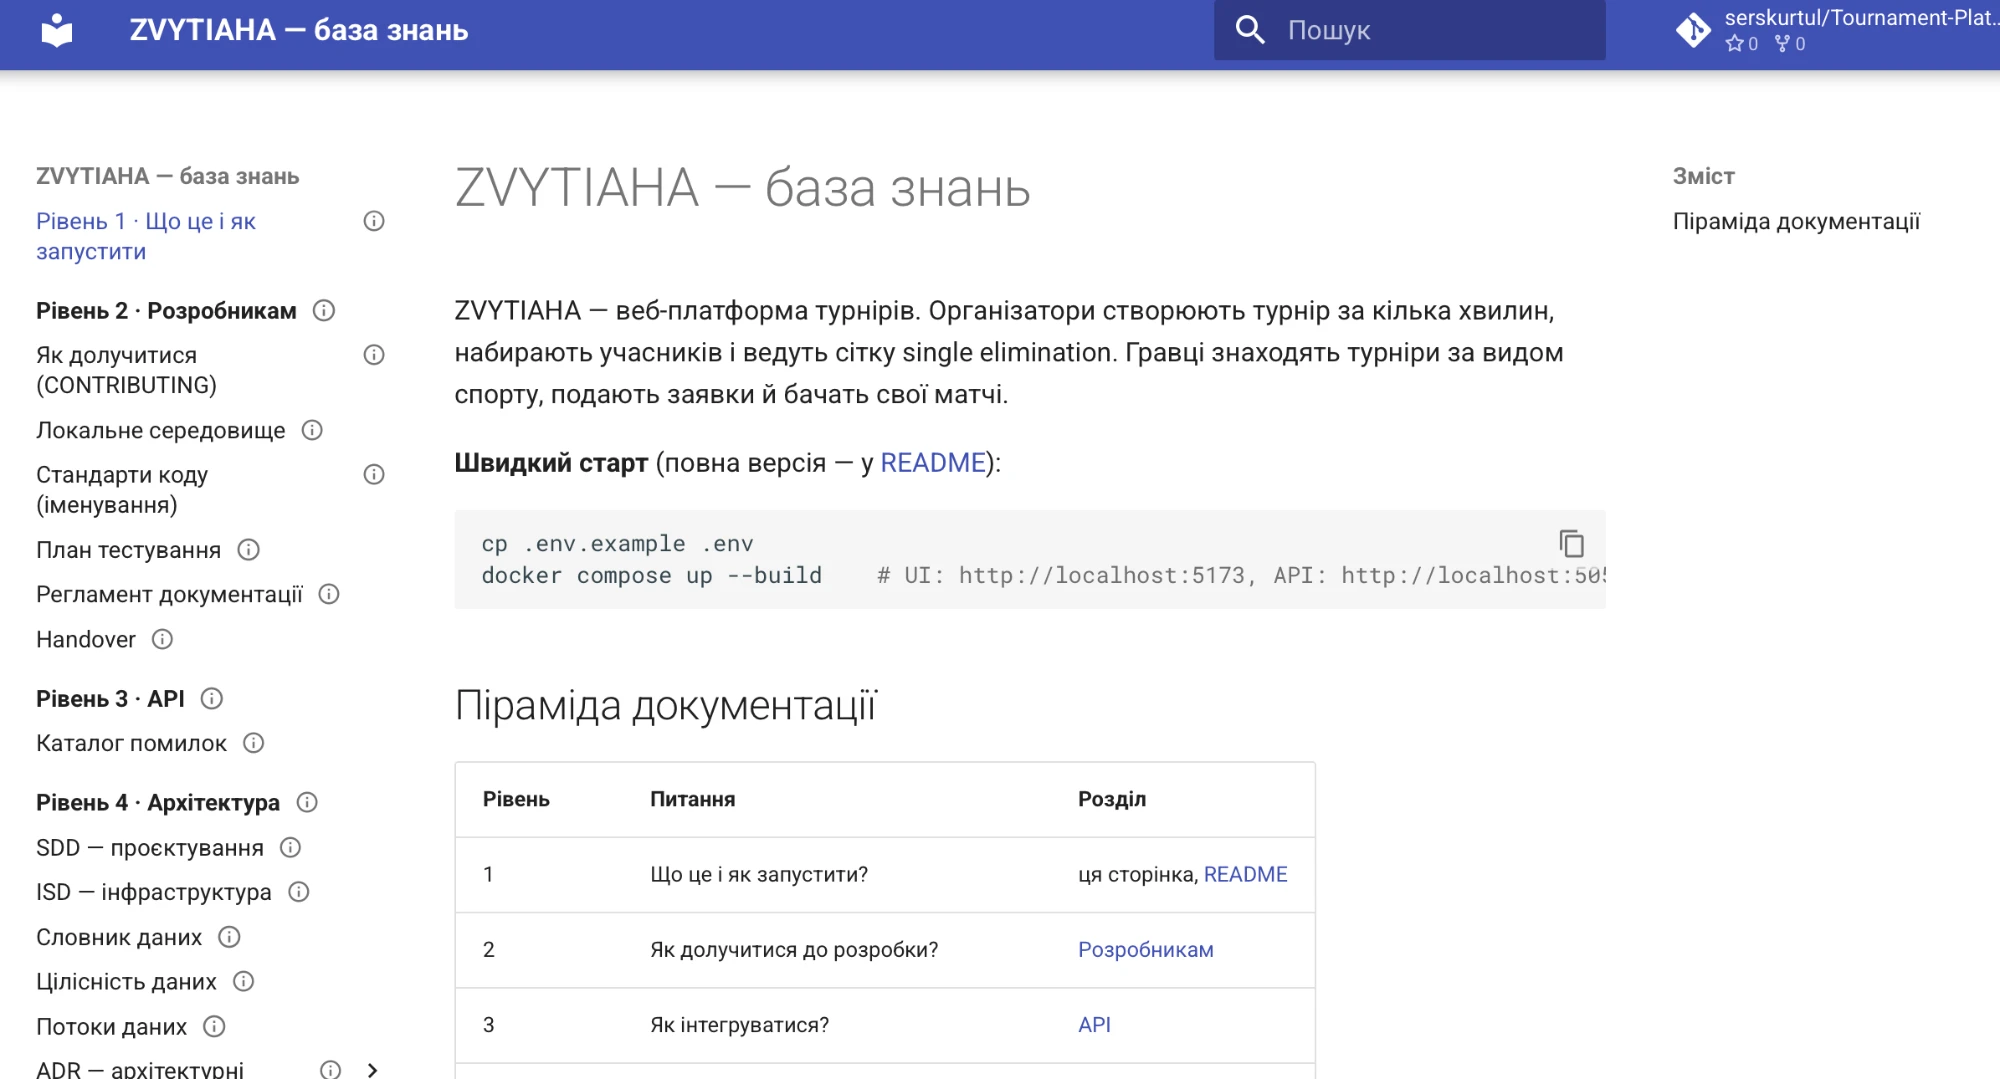 ZVYTIAHA — база знань
Пошук
serskurtul/Tournament-Plat...
0 0
ZVYTIAHA — база знань
Рівень 1 · Що це і як
запустити
Рівень 2 · Розробникам
Як долучитися
(CONTRIBUTING)
Локальне середовище
Стандарти коду
(іменування)
План тестування
Регламент документації
Handover
Рівень 3 · API
Каталог помилок
Рівень 4 · Архітектура
SDD — проєктування
ISD — інфраструктура
Словник даних
Цілісність даних
Потоки даних
ADR — архітектурні
ZVYTIAHA — база знань
ZVYTIAHA — веб-платформа турнірів. Організатори створюють турнір за кілька хвилин,
набирають учасників і ведуть сітку single elimination. Гравці знаходять турніри за видом
спорту, подають заявки й бачать свої матчі.
Швидкий старт (повна версія — у README):
cp .env.example .env
docker compose up --build # UI: http://localhost:5173, API: http://localhost:505
Піраміда документації
Рівень Питання Розділ
1 Що це і як запустити? ця сторінка, README
2 Як долучитися до розробки? Розробникам
3 Як інтегруватися? API
Зміст
Піраміда документації